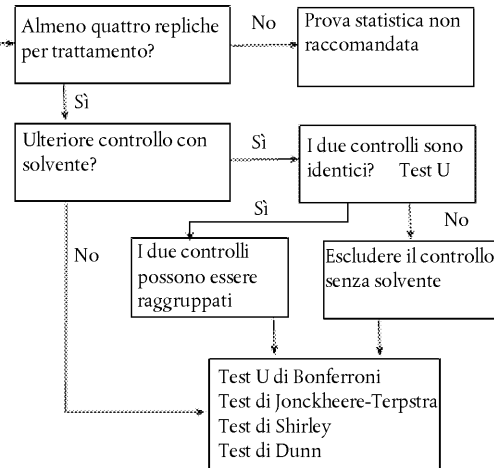 Almeno quattro repliche
per trattamento?
No
Prova statistica non
raccomandata
Sì
Ulteriore controllo con
solvente?
Sì
I due controlli sono
identici? Test U
Sì
No
No
I due controlli
possono essere
raggruppati
Escludere il controllo
senza solvente
Test U di Bonferroni
Test di Jonckheere-Terpstra
Test di Shirley
Test di Dunn